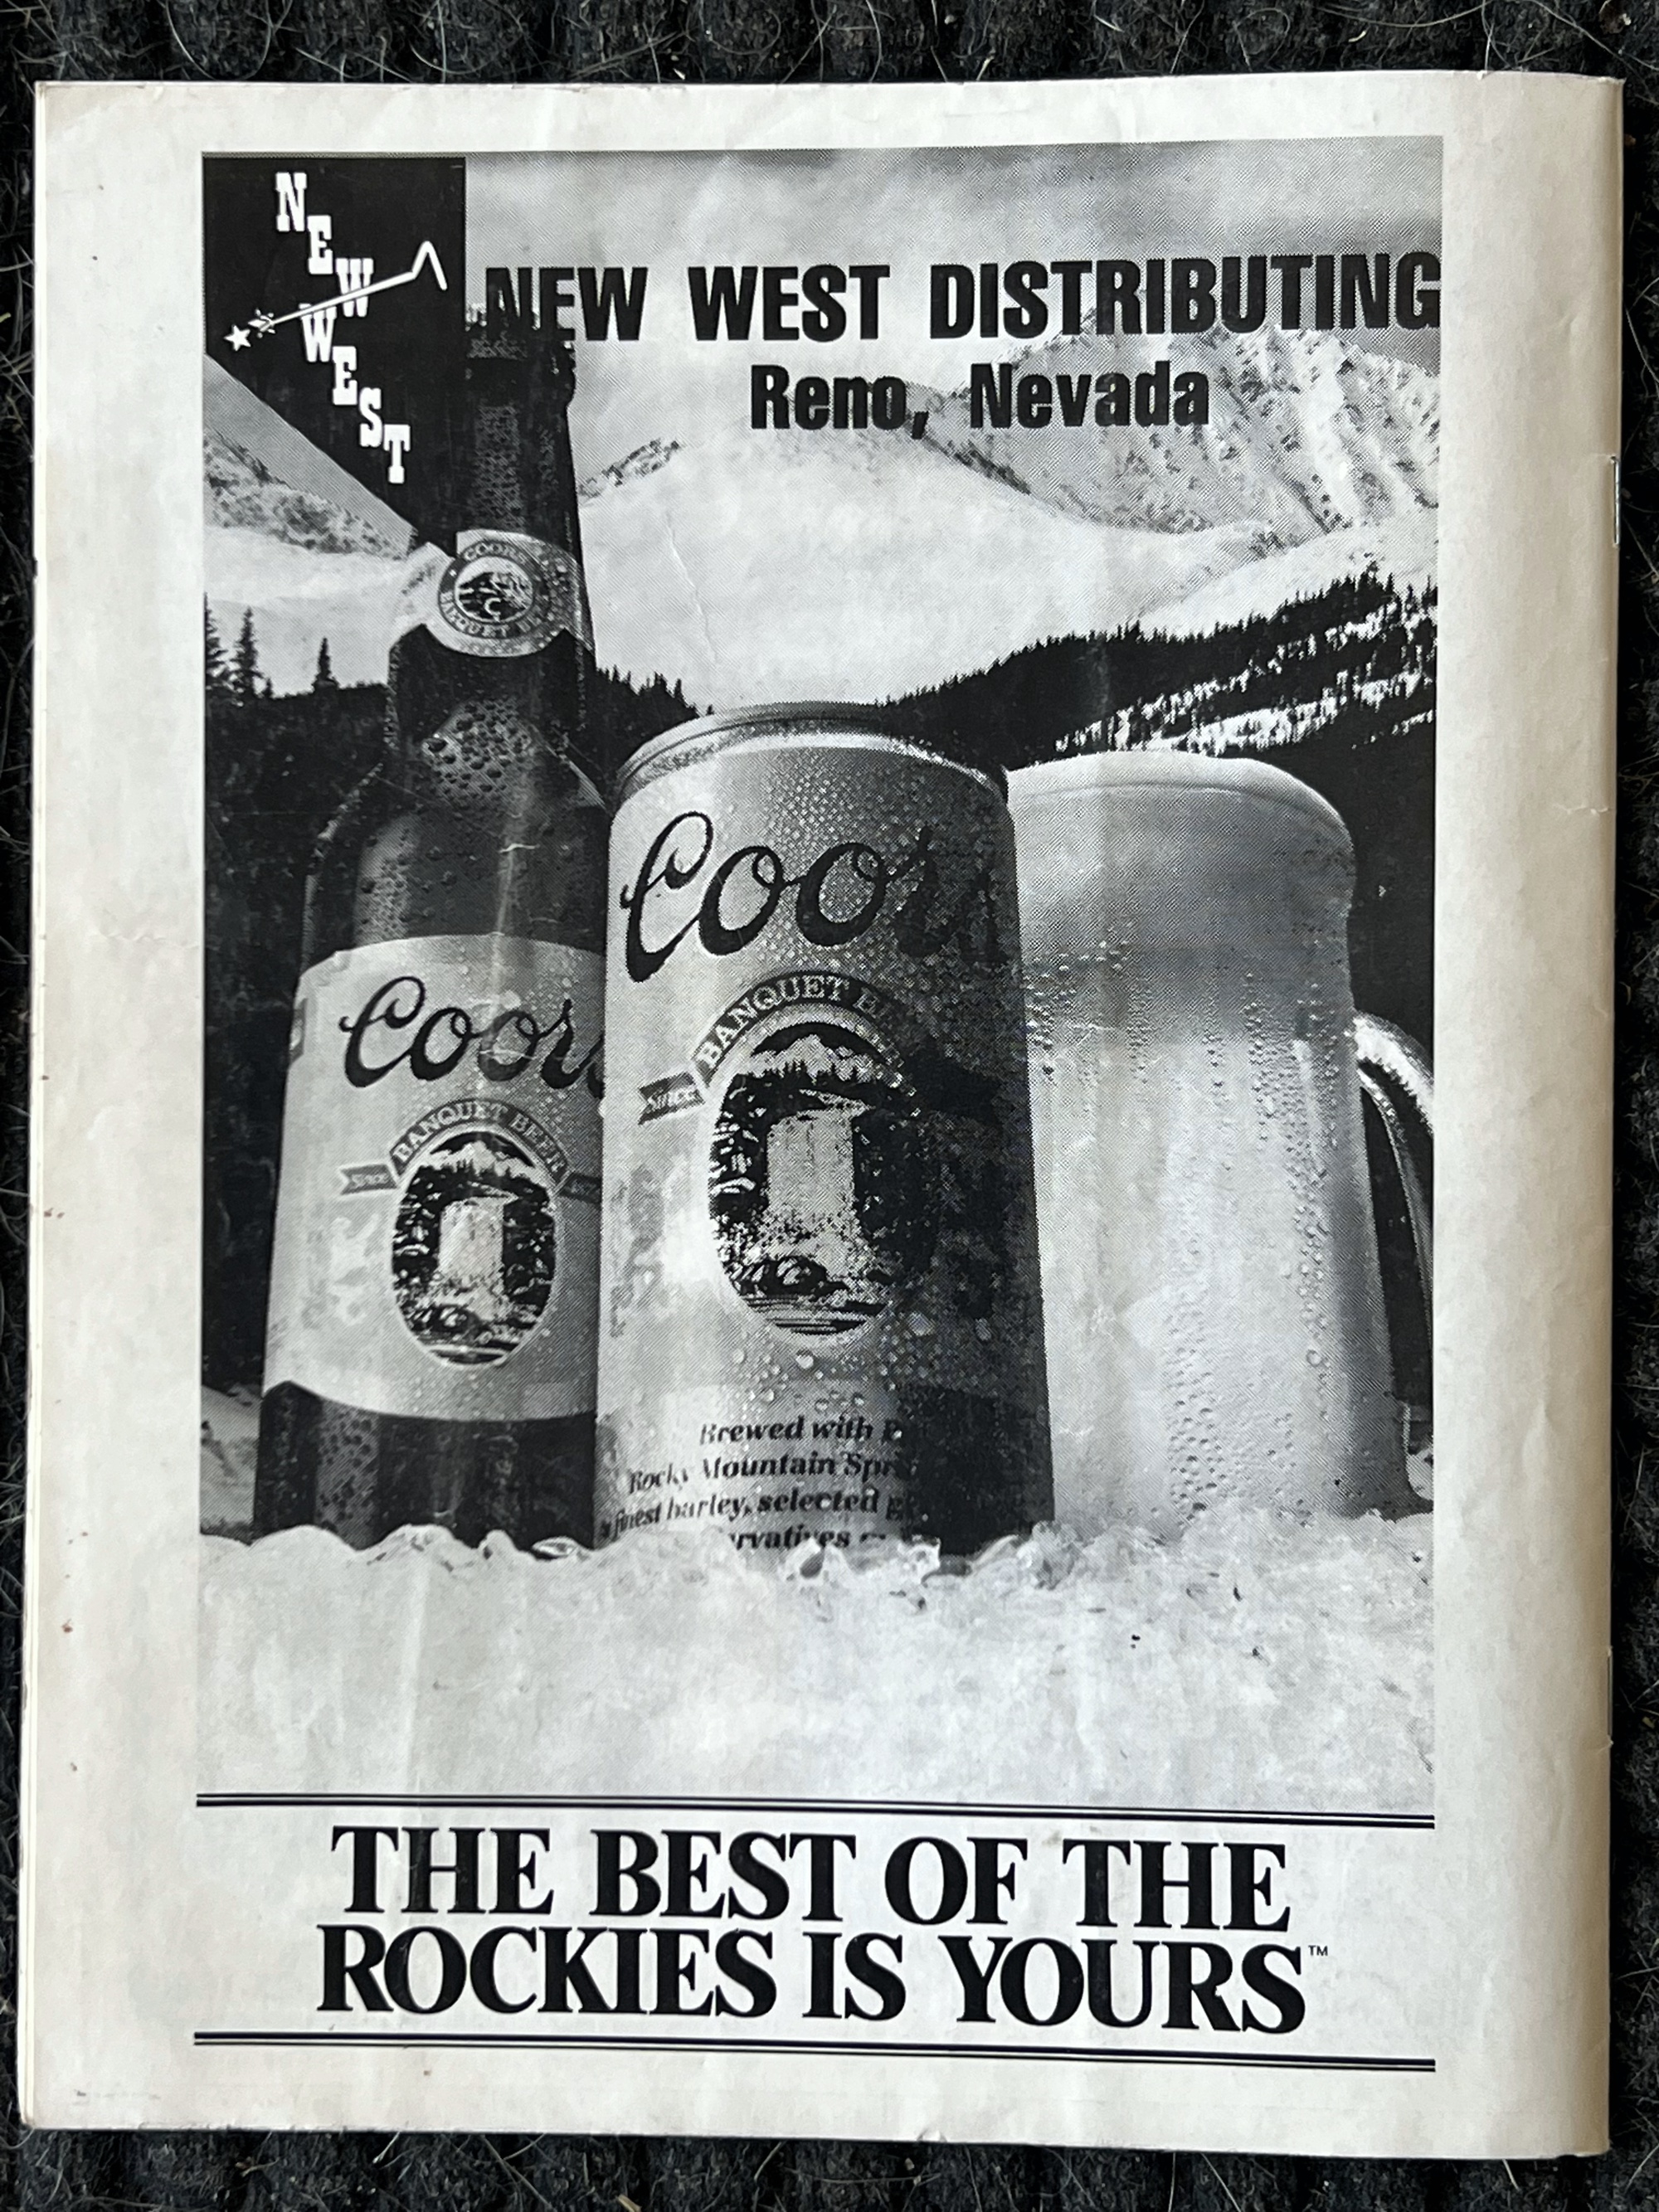 NEW
WEST
NEW WEST DISTRIBUTING
Reno, Nevada
COORS
BANQUET
Coors
BANQUET BEER
Since
Coors
BANQUET
Since
Brewed with
Rocky Mountain
finest barley, selected
THE BEST OF THE
ROCKIES IS YOURS™